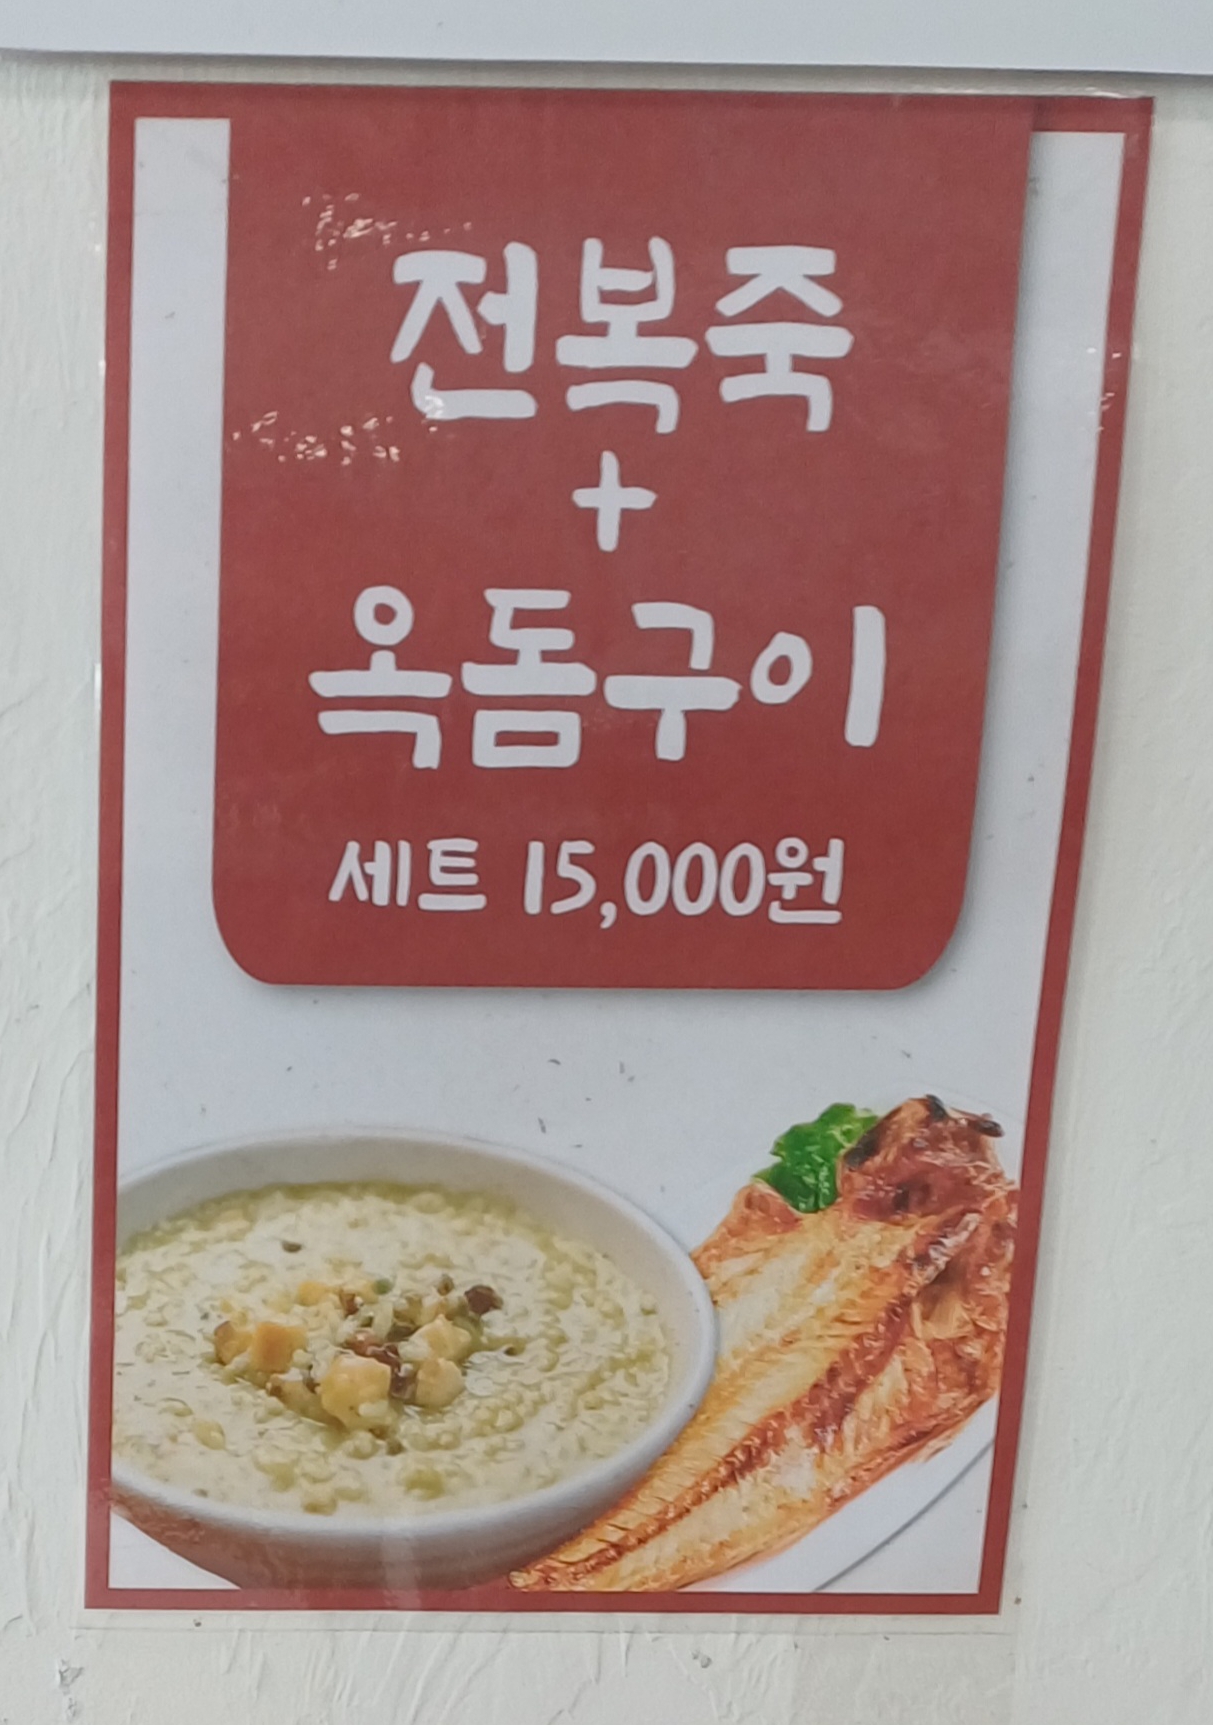 전복죽
+
옥돔구이
세트 15,000원